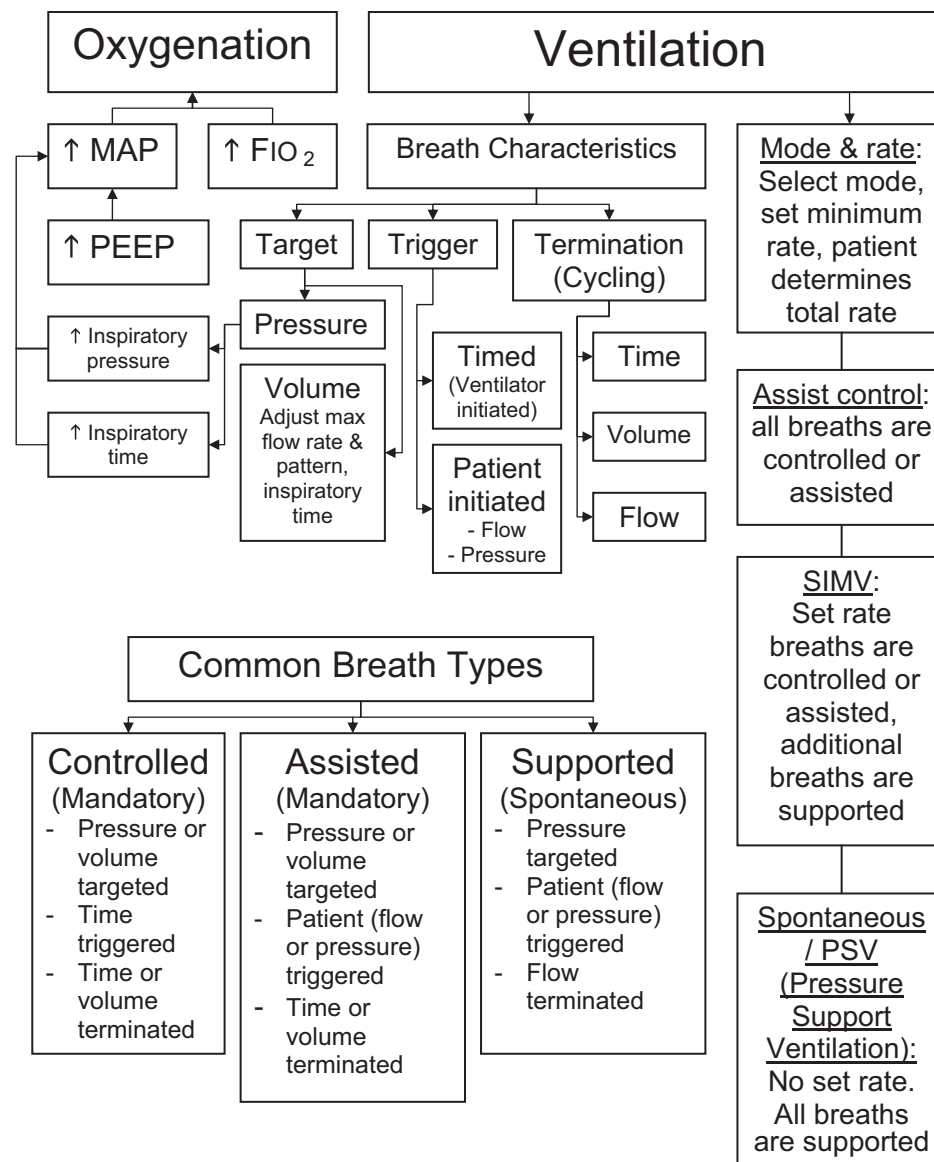 Oxygenation
↑ MAP
↑ FIO₂
↑ PEEP
↑ Inspiratory
pressure
↑ Inspiratory
time
Ventilation
Breath Characteristics
Target
Trigger
Termination
(Cycling)
Pressure
Volume
Adjust max
flow rate &
pattern,
inspiratory
time
Timed
(Ventilator
initiated)
Patient
initiated
- Flow
- Pressure
Time
Volume
Flow
Mode & rate:
Select mode,
set minimum
rate, patient
determines
total rate
Assist control:
all breaths are
controlled or
assisted
SIMV:
Set rate
breaths are
controlled or
assisted,
additional
breaths are
supported
Spontaneous
/ PSV
(Pressure
Support
Ventilation):
No set rate.
All breaths
are supported
Common Breath Types
Controlled
(Mandatory)
- Pressure or
volume
targeted
- Time
triggered
- Time or
volume
terminated
Assisted
(Mandatory)
- Pressure or
volume
targeted
- Patient (flow
or pressure)
triggered
- Time or
volume
terminated
Supported
(Spontaneous)
- Pressure
targeted
- Patient (flow
or pressure)
triggered
- Flow
terminated